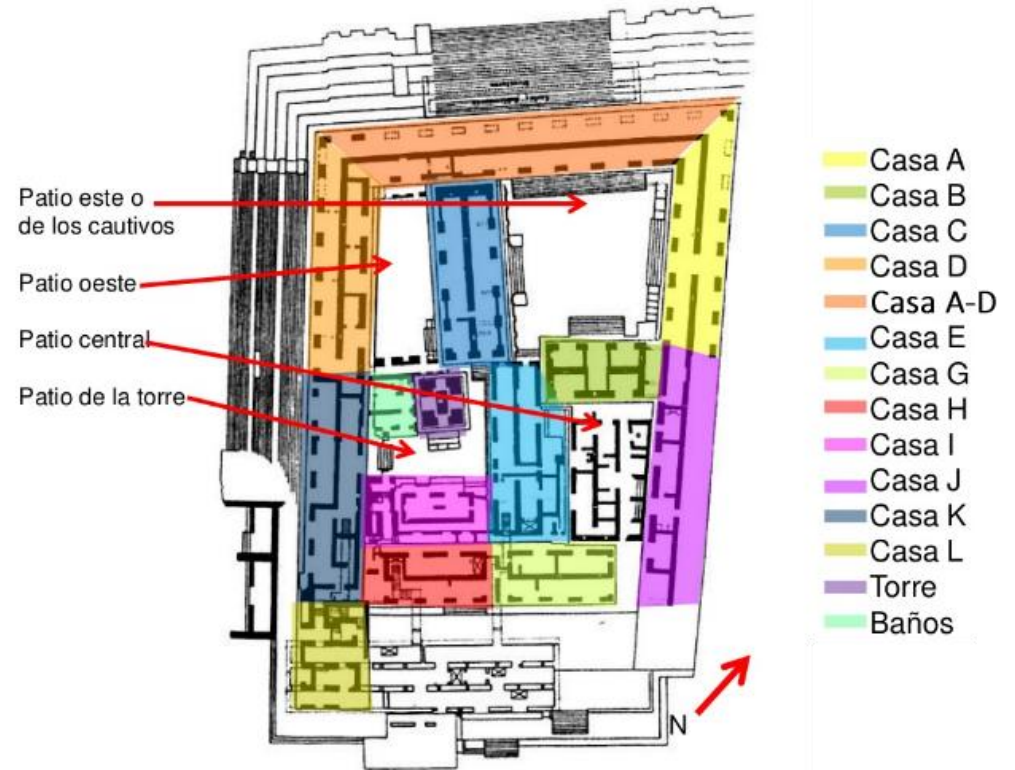 Patio este o
de los cautivos
Patio oeste
Patio central
Patio de la torre
Casa A
Casa B
Casa C
Casa D
Casa A-D
Casa E
Casa G
Casa H
Casa I
Casa J
Casa K
Casa L
Torre
Baños
N